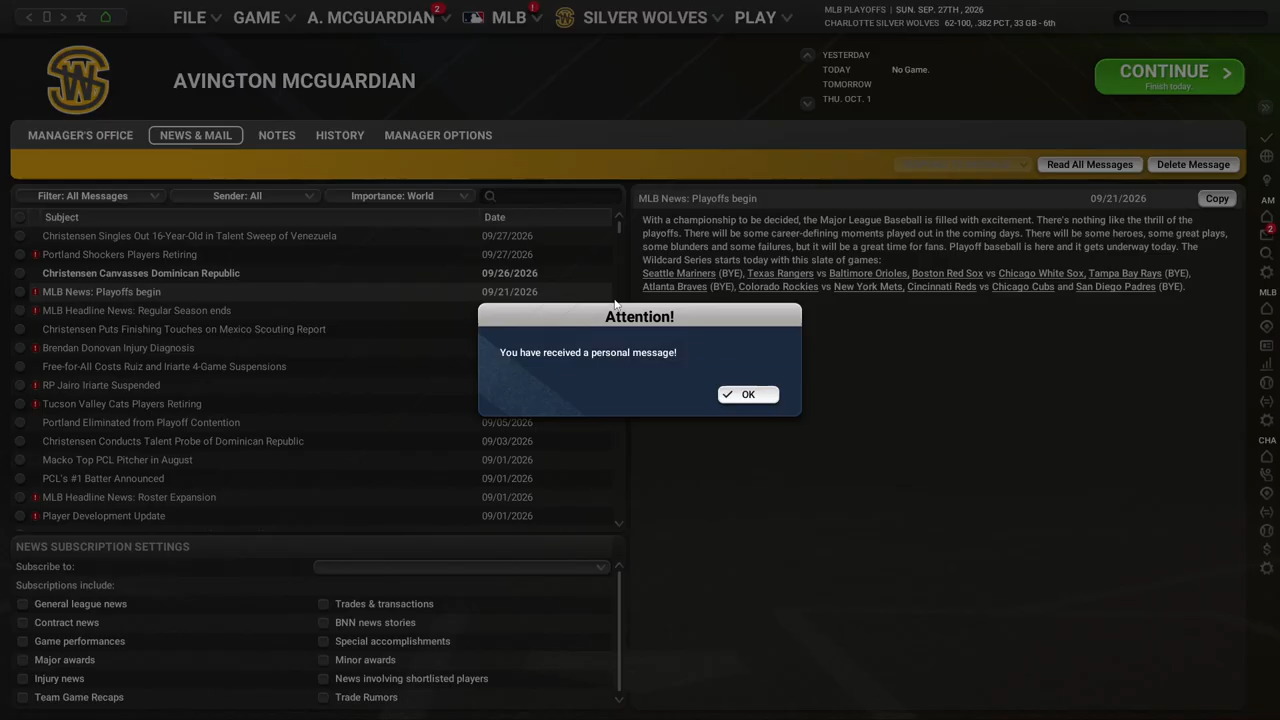 FILE GAME A. MCGUARDIAN 2 MLB ! SILVER WOLVES PLAY
MLB PLAYOFFS | SUN. SEP. 27TH , 2026
CHARLOTTE SILVER WOLVES 62-100, .382 PCT, 33 GB - 6th
AVINGTON MCGUARDIAN
YESTERDAY
TODAY No Game.
TOMORROW
THU. OCT. 1
CONTINUE
Finish today.
MANAGER'S OFFICE NEWS & MAIL NOTES HISTORY MANAGER OPTIONS
Read All Messages Delete Message
Filter: All Messages Sender: All Importance: World
Subject Date
Christensen Singles Out 16-Year-Old in Talent Sweep of Venezuela 09/27/2026
! Portland Shockers Players Retiring 09/27/2026
Christensen Canvasses Dominican Republic 09/26/2026
! MLB News: Playoffs begin 09/21/2026
! MLB Headline News: Regular Season ends
Christensen Puts Finishing Touches on Mexico Scouting Report
! Brendan Donovan Injury Diagnosis
Free-for-All Costs Ruiz and Iriarte 4-Game Suspensions
! RP Jairo Iriarte Suspended
! Tucson Valley Cats Players Retiring
Portland Eliminated from Playoff Contention 09/05/2026
Christensen Conducts Talent Probe of Dominican Republic 09/03/2026
Macko Top PCL Pitcher in August 09/01/2026
PCL's #1 Batter Announced 09/01/2026
! MLB Headline News: Roster Expansion 09/01/2026
! Player Development Update 09/01/2026
MLB News: Playoffs begin 09/21/2026 Copy
With a championship to be decided, the Major League Baseball is filled with excitement. There's nothing like the thrill of the
playoffs. There will be some career-defining moments played out in the coming days. There will be some heroes, some great plays,
some blunders and some failures, but it will be a great time for fans. Playoff baseball is here and it gets underway today. The
Wildcard Series starts today with this slate of games:
Seattle Mariners (BYE), Texas Rangers vs Baltimore Orioles, Boston Red Sox vs Chicago White Sox, Tampa Bay Rays (BYE),
Atlanta Braves (BYE), Colorado Rockies vs New York Mets, Cincinnati Reds vs Chicago Cubs and San Diego Padres (BYE).
Attention!
You have received a personal message!
OK
NEWS SUBSCRIPTION SETTINGS
Subscribe to:
Subscriptions include:
General league news Trades & transactions
Contract news BNN news stories
Game performances Special accomplishments
Major awards Minor awards
Injury news News involving shortlisted players
Team Game Recaps Trade Rumors
AM
2
MLB
CHA